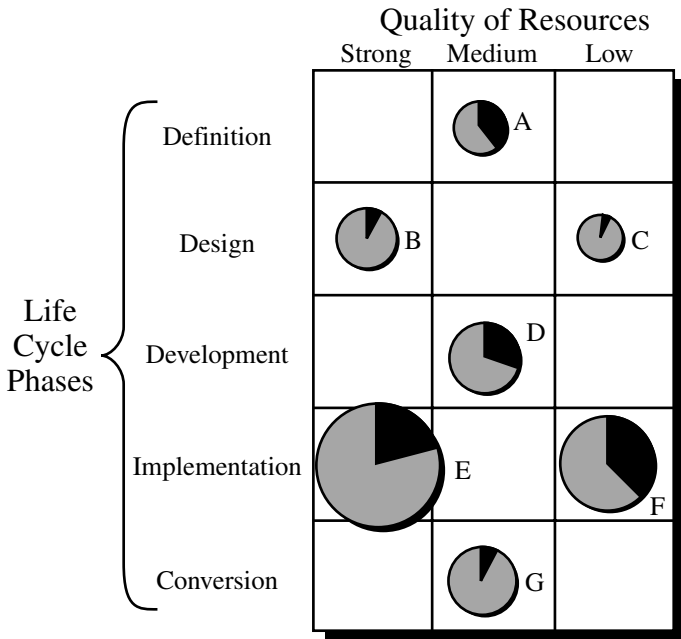 Quality of Resources
Strong Medium Low
Definition
A
Design
B
C
Life
Cycle
Phases
Development
D
Implementation
E
F
Conversion
G